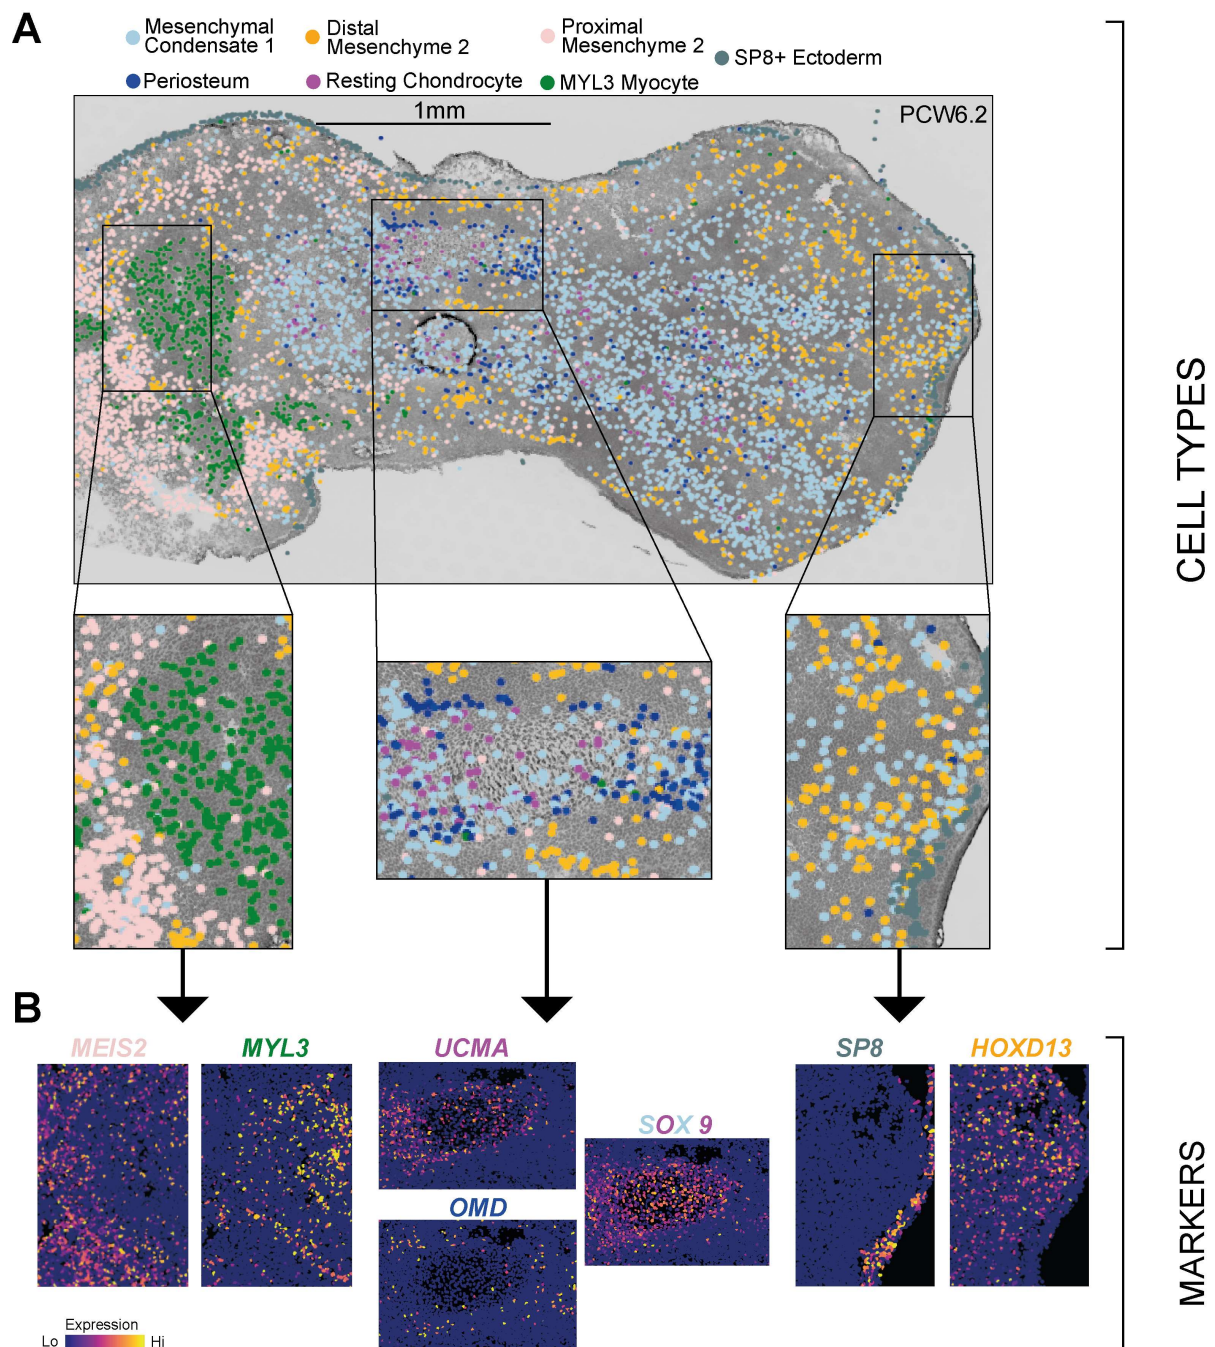 A
Mesenchymal
Condensate 1
Distal
Mesenchyme 2
Proximal
Mesenchyme 2
SP8+ Ectoderm
Periosteum
Resting Chondrocyte
MYL3 Myocyte
1mm
PCW6.2
CELL TYPES
B
MEIS2
MYL3
UCMA
SP8
HOXD13
SOX 9
OMD
MARKERS
Expression
Lo
Hi